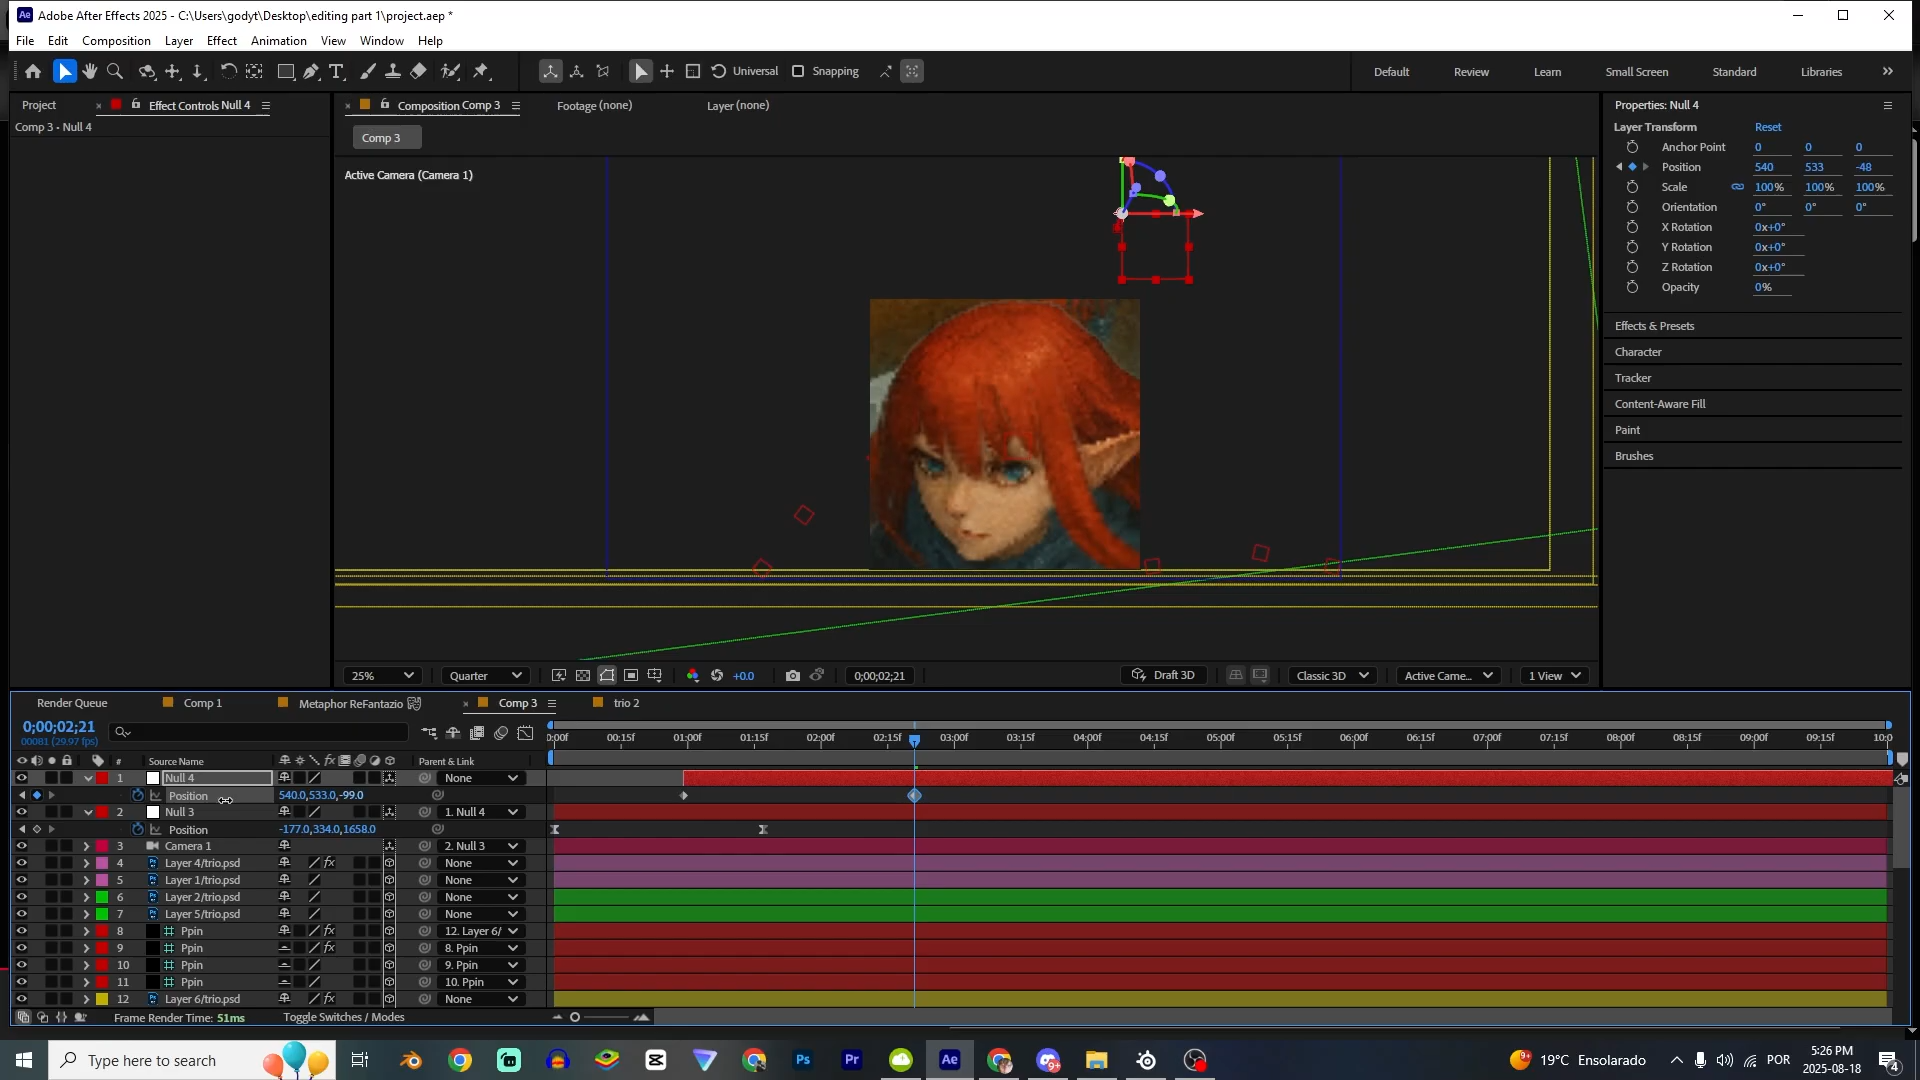 Adobe After Effects 2025 - C:\Users\godyt\Desktop\editing part 1\project.aep *
File Edit Composition Layer Effect Animation View Window Help
Universal Snapping Default Review Learn Small Screen Standard Libraries
Project Effect Controls Null 4 Composition Comp 3 Footage (none) Layer (none) Properties: Null 4
Comp 3 • Null 4
Comp 3
Active Camera (Camera 1)
Layer Transform Reset
Anchor Point 0 0 0
Position 540 533 -48
Scale 100% 100% 100%
Orientation 0° 0° 0°
X Rotation 0x+0°
Y Rotation 0x+0°
Z Rotation 0x+0°
Opacity 0%
Effects & Presets
Character
Tracker
Content-Aware Fill
Paint
Brushes
25% Quarter +0.0 0;00;02;21 Draft 3D Classic 3D Active Came... 1 View
Render Queue Comp 1 Metaphor ReFantazio Comp 3 trio 2
0;00;02;21
00081 (29.97 fps)
0:00f 00:15f 01:00f 01:15f 02:00f 02:15f 03:00f 03:15f 04:00f 04:15f 05:00f 05:15f 06:00f 06:15f 07:00f 07:15f 08:00f 08:15f 09:00f 09:15f 10:0
# Source Name Parent & Link
1 Null 4 None
Position 540.0,533.0,-99.0
2 Null 3 1. Null 4
Position -177.0,334.0,1658.0
3 Camera 1 2. Null 3
4 Layer 4/trio.psd fx None
5 Layer 1/trio.psd None
6 Layer 2/trio.psd None
7 Layer 5/trio.psd None
8 Ppin fx 12. Layer 6/
9 Ppin fx 8. Ppin
10 Ppin 9. Ppin
11 Ppin 10. Ppin
12 Layer 6/trio.psd fx None
Frame Render Time: 51ms Toggle Switches / Modes
Type here to search Ps Pr Ae 9+ 19°C Ensolarado POR 5:26 PM
2025-08-18 4